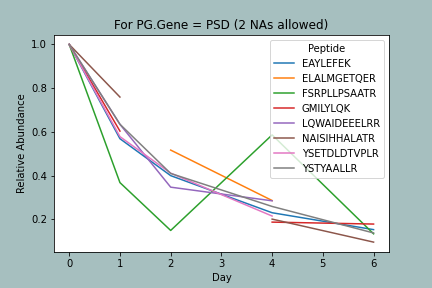 For PG.Gene = PSD (2 NAs allowed)
Relative Abundance
1.0
0.8
0.6
0.4
0.2
0 1 2 3 4 5 6
Day
Peptide
EAYLEFEK
ELALMGETQER
FSRPLLPSAATR
GMILYLQK
LQWAIDEEELRR
NAISIHHALATR
YSETDLDTVPLR
YSTYAALLR